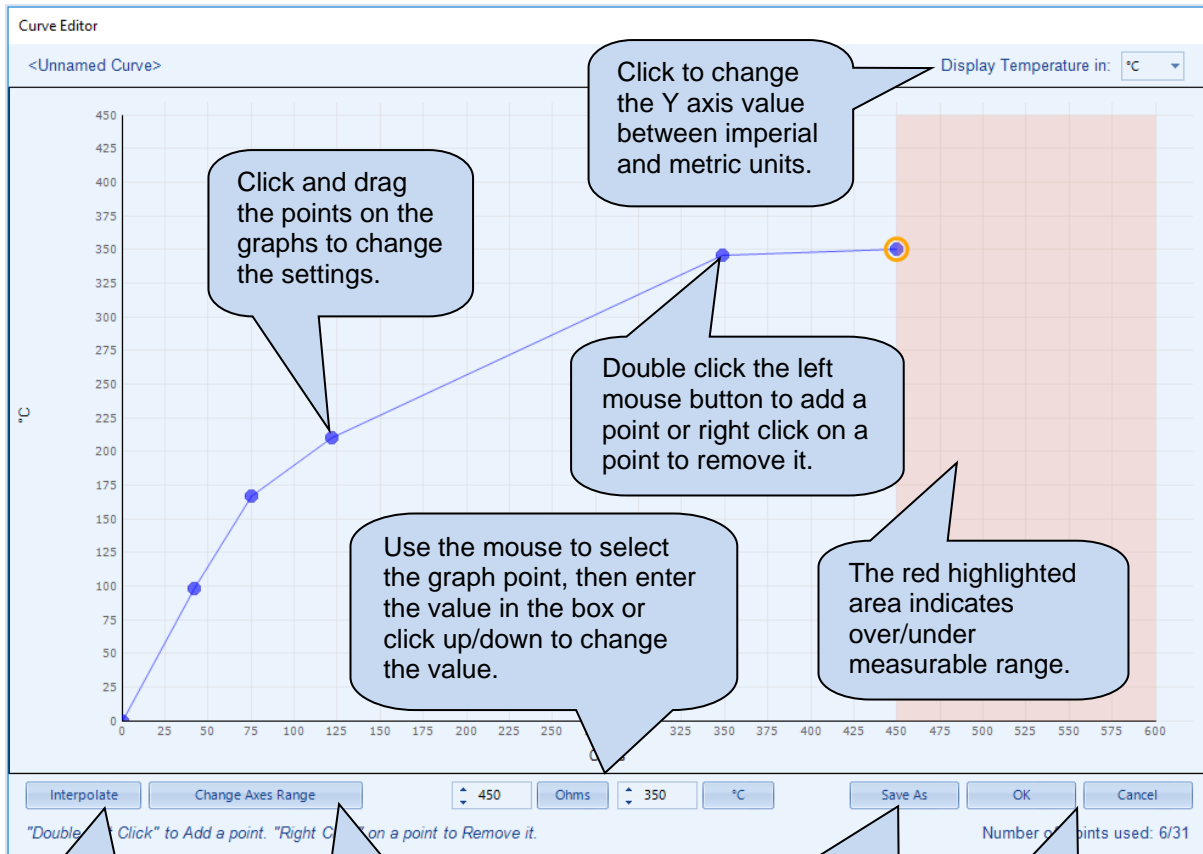 Curve Editor
<Unnamed Curve>
Display Temperature in: °C
Click to change
the Y axis value
between imperial
and metric units.
Click and drag
the points on the
graphs to change
the settings.
Double click the left
mouse button to add a
point or right click on a
point to remove it.
Use the mouse to select
the graph point, then enter
the value in the box or
click up/down to change
the value.
The red highlighted
area indicates
over/under
measurable range.
450
425
400
375
350
325
300
275
250
225
200
175
150
125
100
75
50
25
0
°C
0 25 50 75 100 125 150 175 200 225 250 325 350 375 400 425 450 475 500 525 550 575 600
Interpolate Change Axes Range 450 Ohms 350 °C Save As OK Cancel
"Double Click" to Add a point. "Right on a point to Remove it. Number used: 6/31